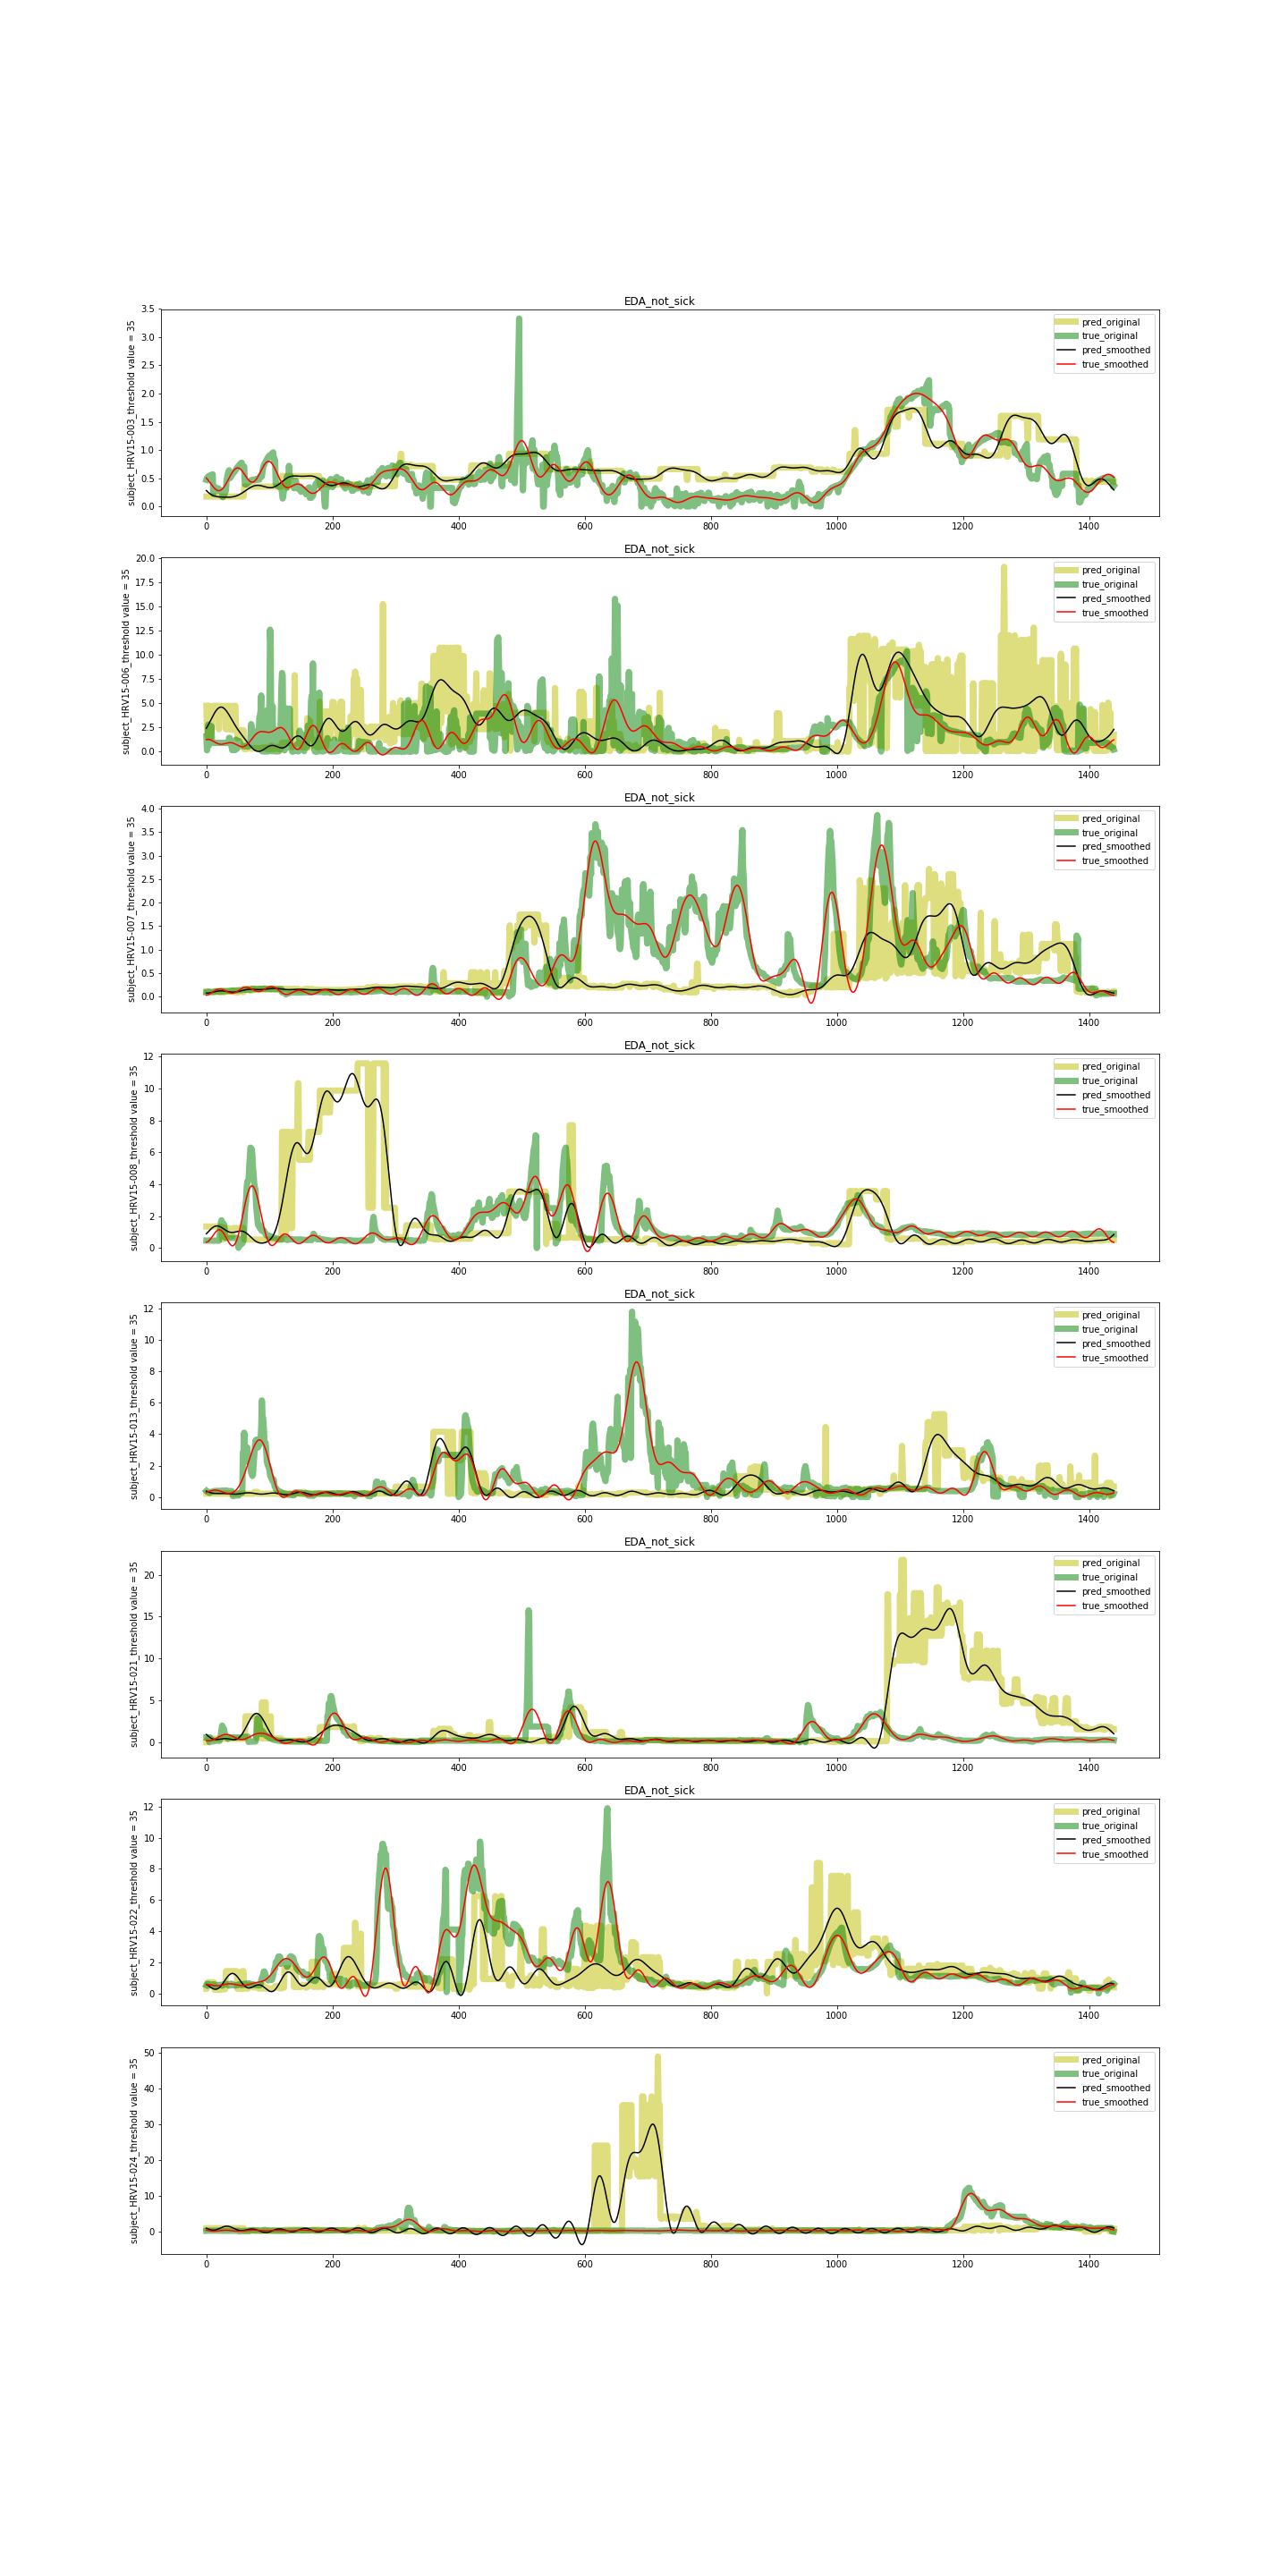 EDA_not_sick
subject_HRV15-003_threshold value = 35
3.5
3.0
2.5
2.0
1.5
1.0
0.5
0.0
pred_original
true_original
pred_smoothed
true_smoothed
0 200 400 600 800 1000 1200 1400
EDA_not_sick
subject_HRV15-006_threshold value = 35
20.0
17.5
15.0
12.5
10.0
7.5
5.0
2.5
0.0
pred_original
true_original
pred_smoothed
true_smoothed
0 200 400 600 800 1000 1200 1400
EDA_not_sick
subject_HRV15-007_threshold value = 35
4.0
3.5
3.0
2.5
2.0
1.5
1.0
0.5
0.0
pred_original
true_original
pred_smoothed
true_smoothed
0 200 400 600 800 1000 1200 1400
EDA_not_sick
subject_HRV15-008_threshold value = 35
12
10
8
6
4
2
0
pred_original
true_original
pred_smoothed
true_smoothed
0 200 400 600 800 1000 1200 1400
EDA_not_sick
subject_HRV15-013_threshold value = 35
12
10
8
6
4
2
0
pred_original
true_original
pred_smoothed
true_smoothed
0 200 400 600 800 1000 1200 1400
EDA_not_sick
subject_HRV15-021_threshold value = 35
20
15
10
5
0
pred_original
true_original
pred_smoothed
true_smoothed
0 200 400 600 800 1000 1200 1400
EDA_not_sick
subject_HRV15-022_threshold value = 35
12
10
8
6
4
2
0
pred_original
true_original
pred_smoothed
true_smoothed
0 200 400 600 800 1000 1200 1400
subject_HRV15-024_threshold value = 35
50
40
30
20
10
0
pred_original
true_original
pred_smoothed
true_smoothed
0 200 400 600 800 1000 1200 1400